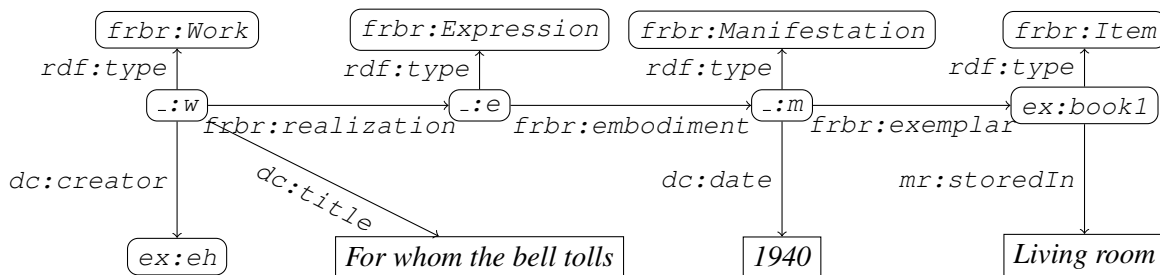 frbr:Work frbr:Expression frbr:Manifestation frbr:Item
rdf:type rdf:type rdf:type rdf:type
_:w _:e _:m ex:book1
frbr:realization frbr:embodiment frbr:exemplar
dc:creator dc:title dc:date mr:storedIn
ex:eh For whom the bell tolls 1940 Living room